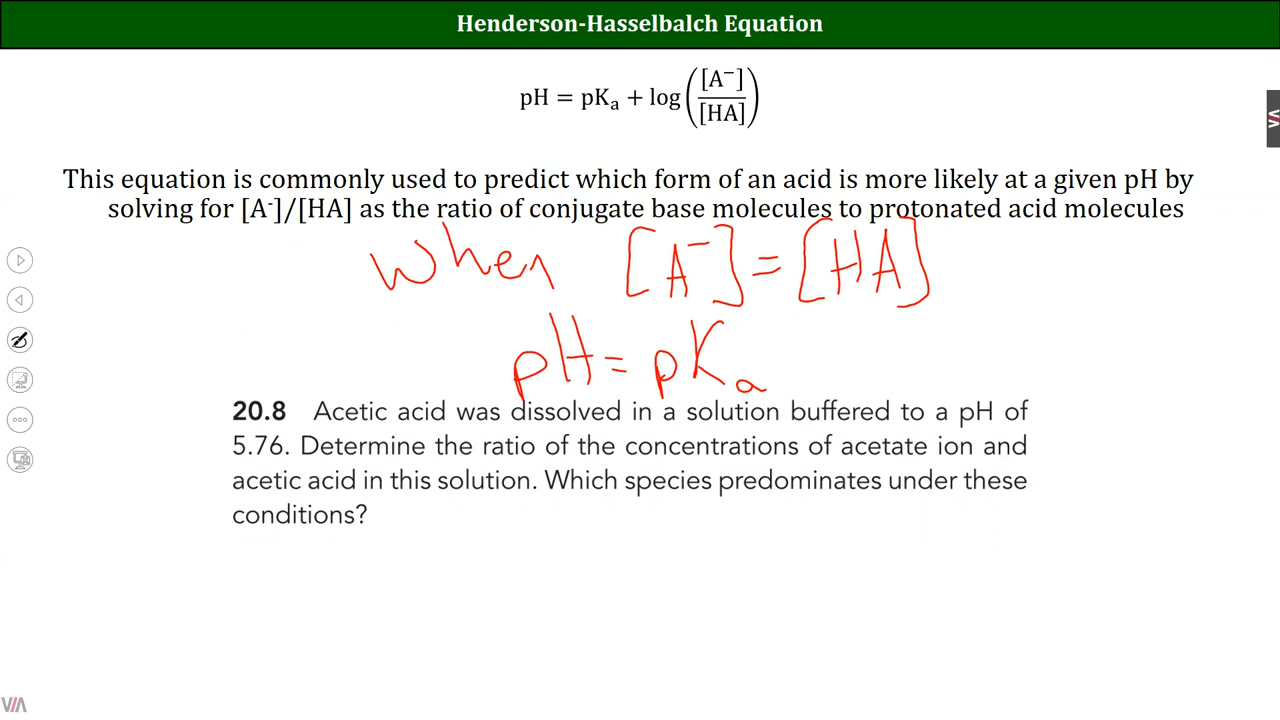 Henderson-Hasselbalch Equation
pH = pKₐ + log([A⁻]/[HA])
This equation is commonly used to predict which form of an acid is more likely at a given pH by
solving for [A⁻]/[HA] as the ratio of conjugate base molecules to protonated acid molecules
When [A⁻] = [HA]
pH = pKₐ
20.8 Acetic acid was dissolved in a solution buffered to a pH of
5.76. Determine the ratio of the concentrations of acetate ion and
acetic acid in this solution. Which species predominates under these
conditions?
VIA